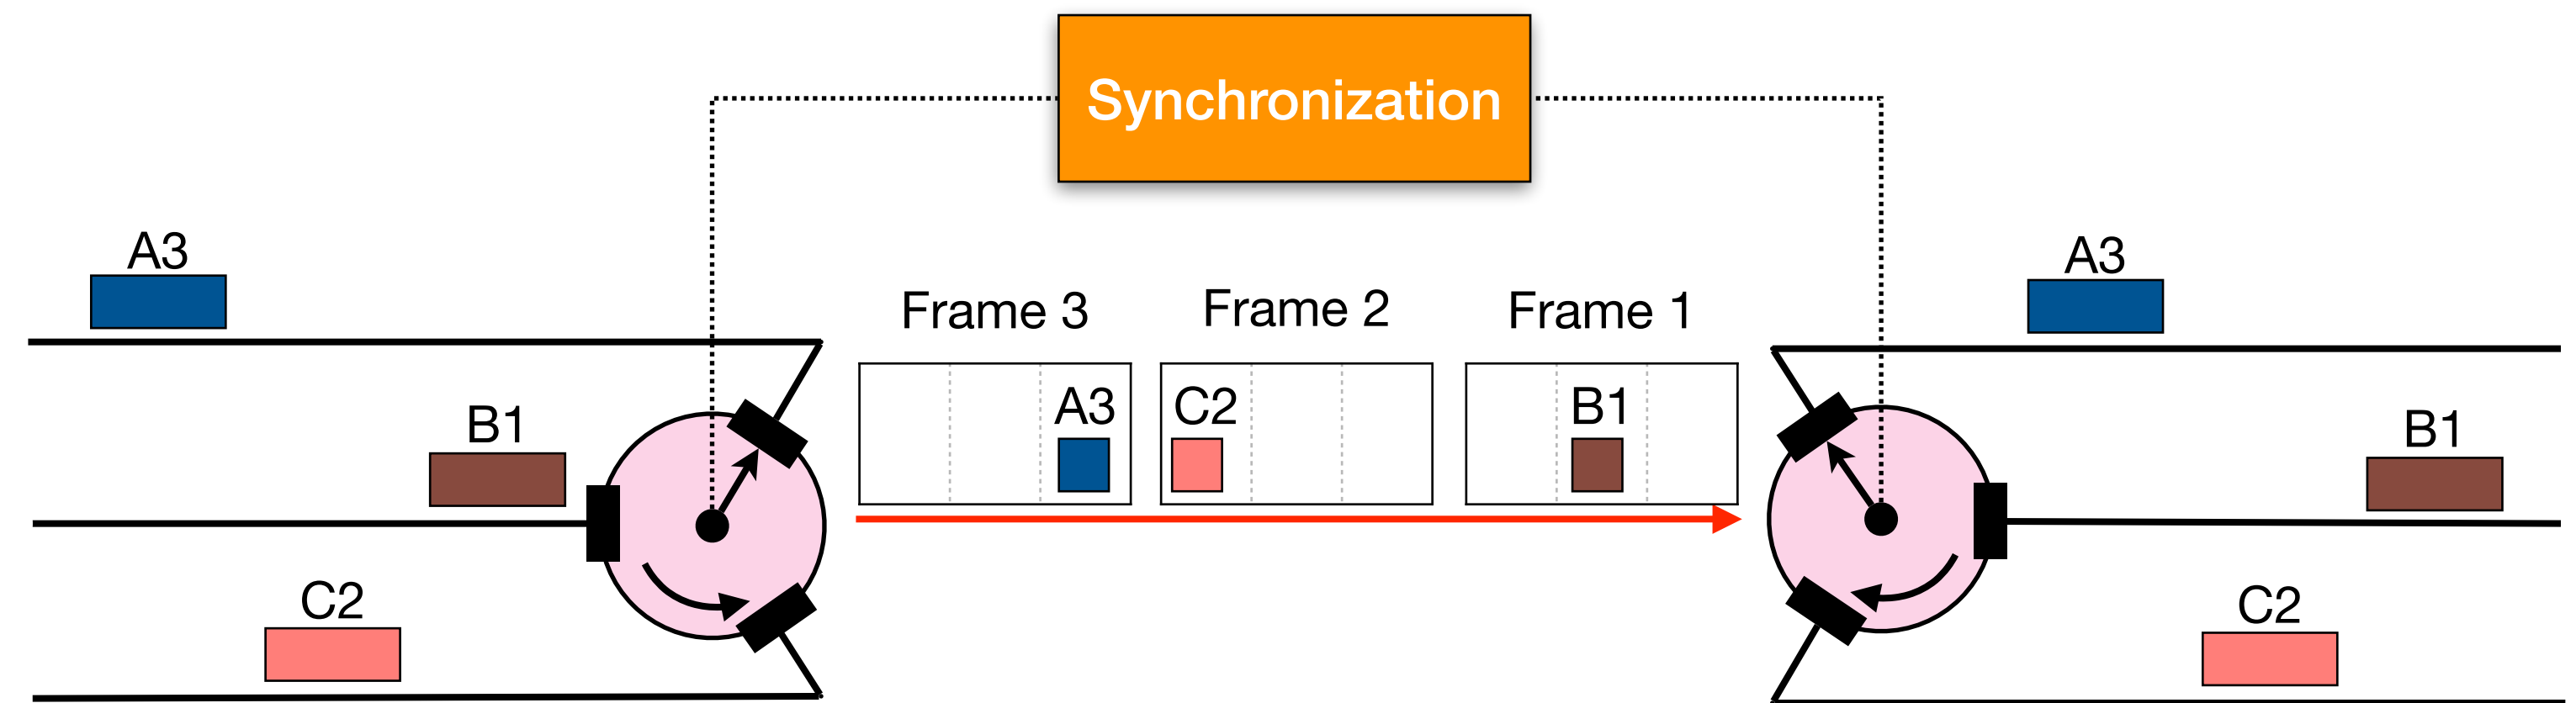 Synchronization
A3
A3
Frame 3
Frame 2
Frame 1
A3
C2
B1
B1
B1
C2
C2